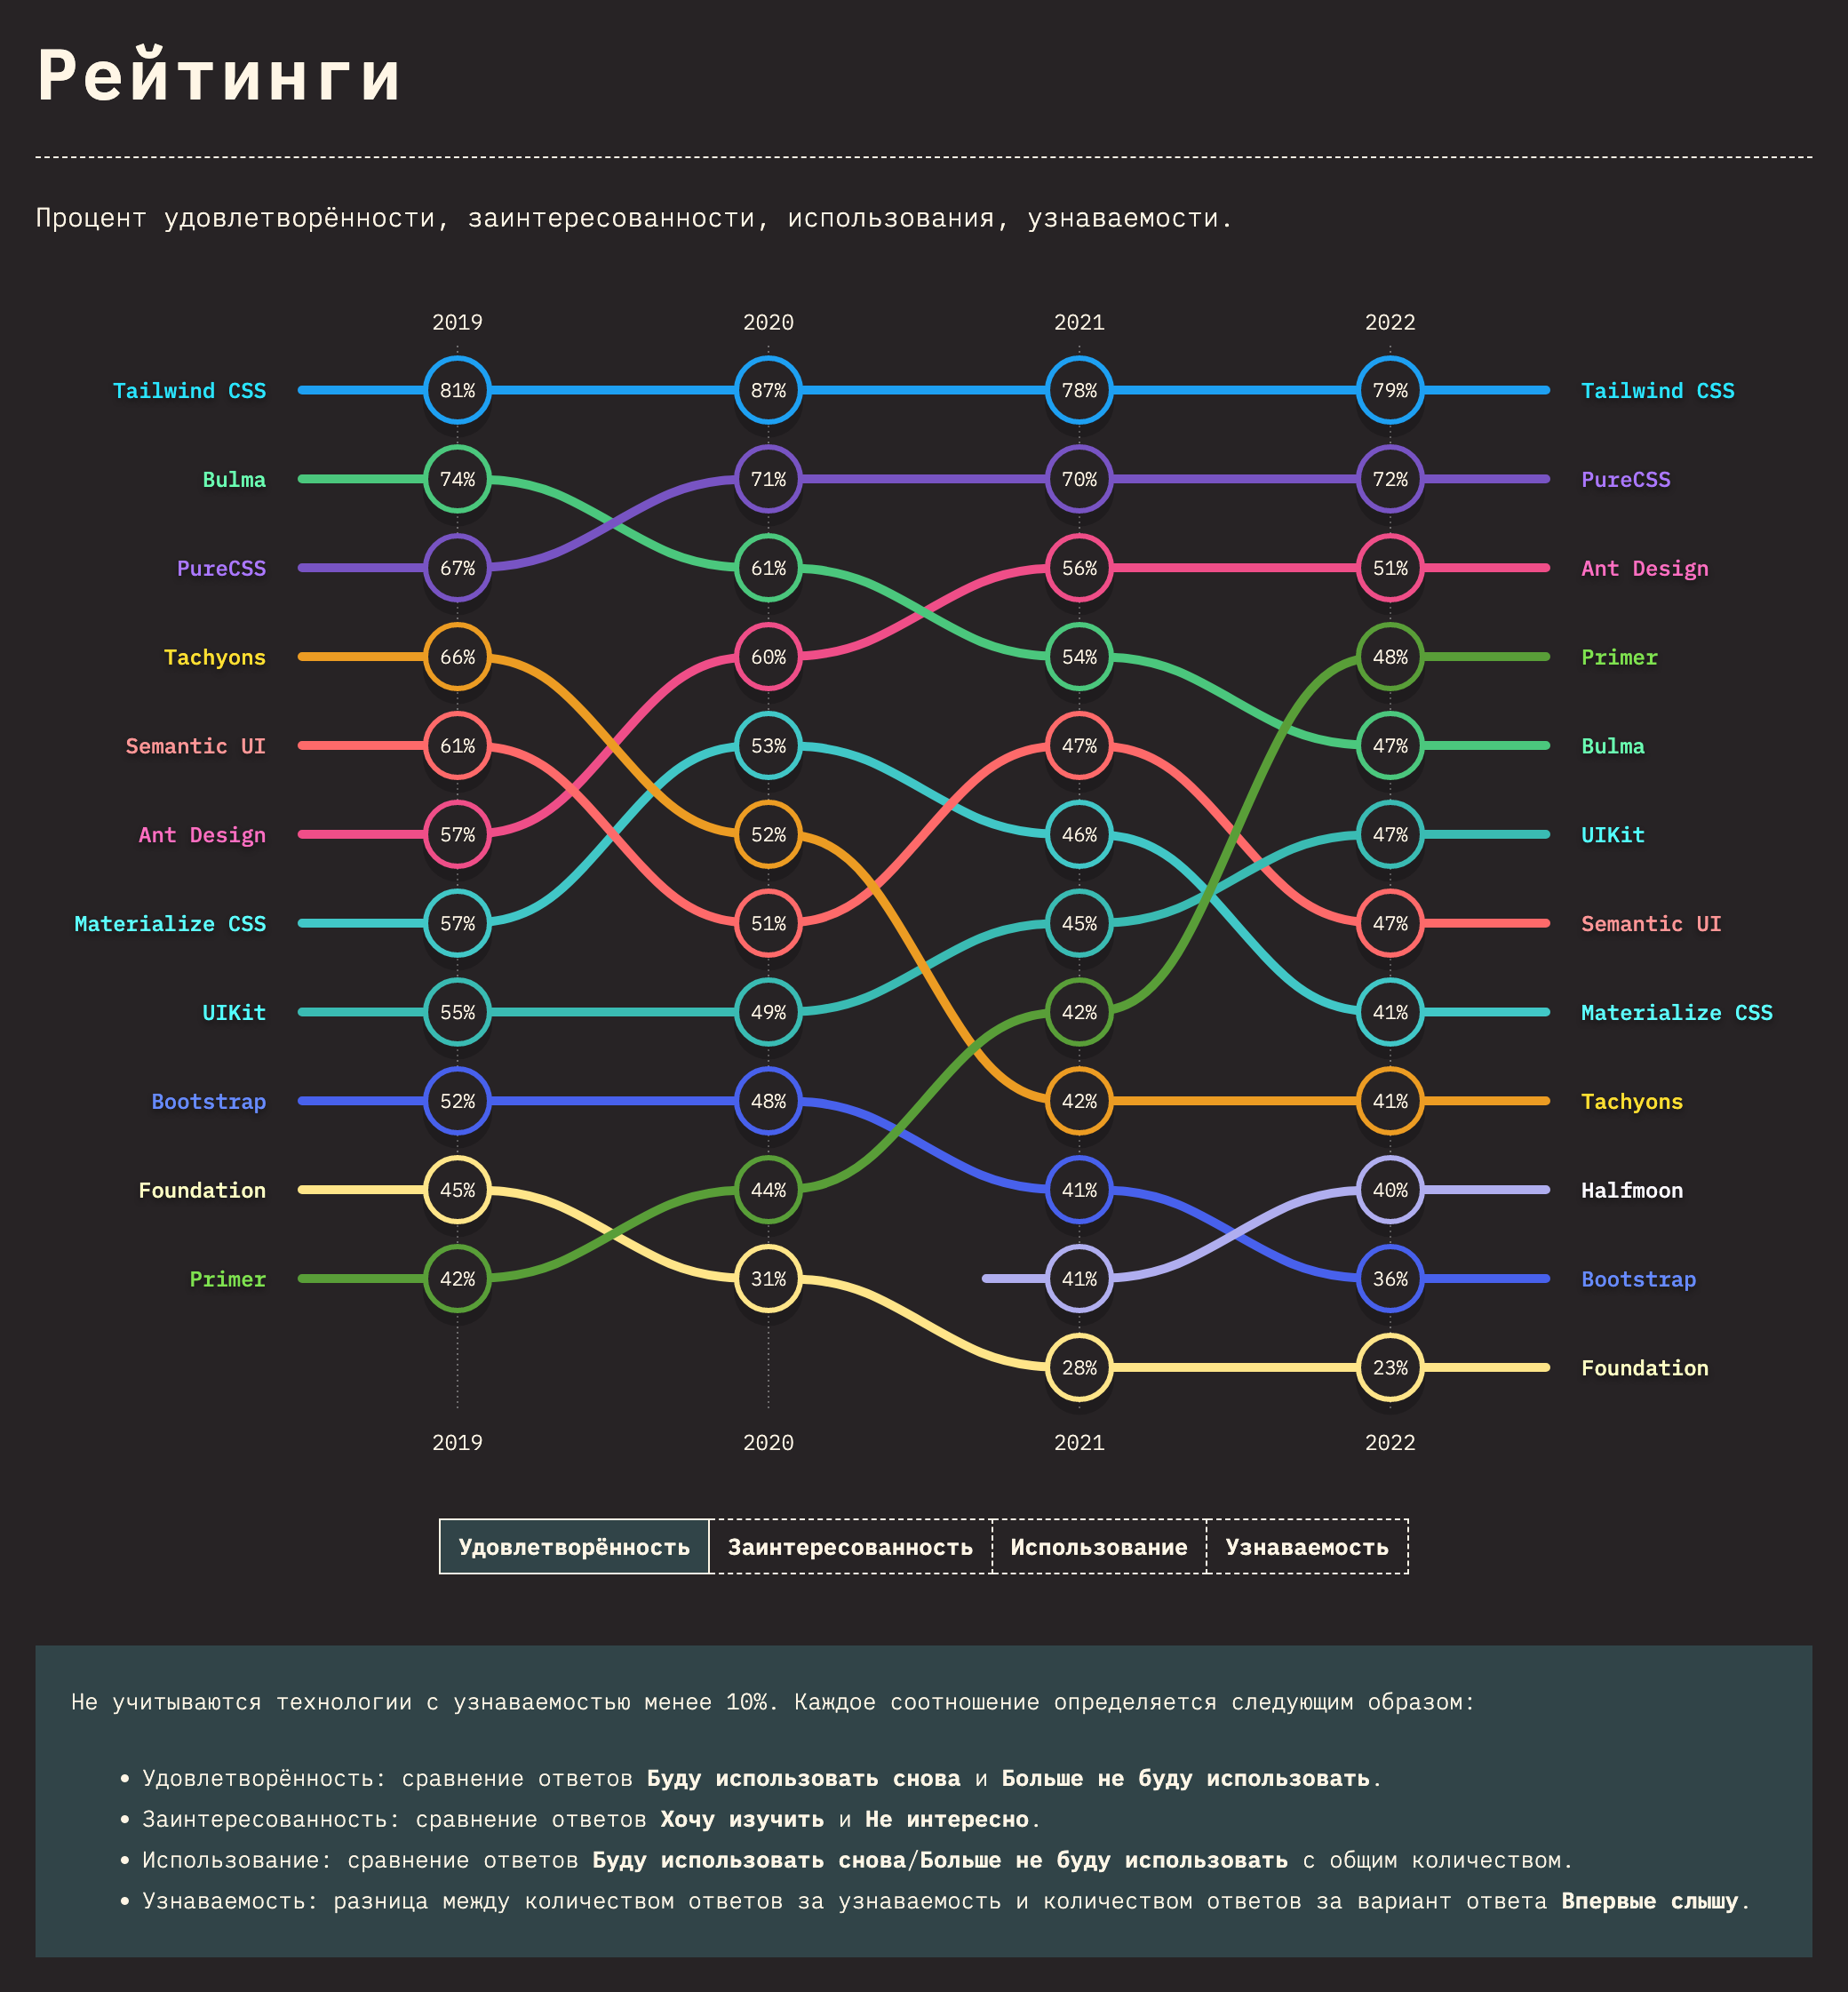 Рейтинги
Процент удовлетворённости, заинтересованности, использования, узнаваемости.
2019 2020 2021 2022
Tailwind CSS 81% 87% 78% 79% Tailwind CSS
Bulma 74% 71% 70% 72% PureCSS
PureCSS 67% 61% 56% 51% Ant Design
Tachyons 66% 60% 54% 48% Primer
Semantic UI 61% 53% 47% 47% Bulma
Ant Design 57% 52% 46% 47% UIKit
Materialize CSS 57% 51% 45% 47% Semantic UI
UIKit 55% 49% 42% 41% Materialize CSS
Bootstrap 52% 48% 42% 41% Tachyons
Foundation 45% 44% 41% 40% Halfmoon
Primer 42% 31% 41% 36% Bootstrap
28% 23% Foundation
2019 2020 2021 2022
Удовлетворённость Заинтересованность Использование Узнаваемость
Не учитываются технологии с узнаваемостью менее 10%. Каждое соотношение определяется следующим образом:
• Удовлетворённость: сравнение ответов Буду использовать снова и Больше не буду использовать.
• Заинтересованность: сравнение ответов Хочу изучить и Не интересно.
• Использование: сравнение ответов Буду использовать снова/Больше не буду использовать с общим количеством.
• Узнаваемость: разница между количеством ответов за узнаваемость и количеством ответов за вариант ответа Впервые слышу.